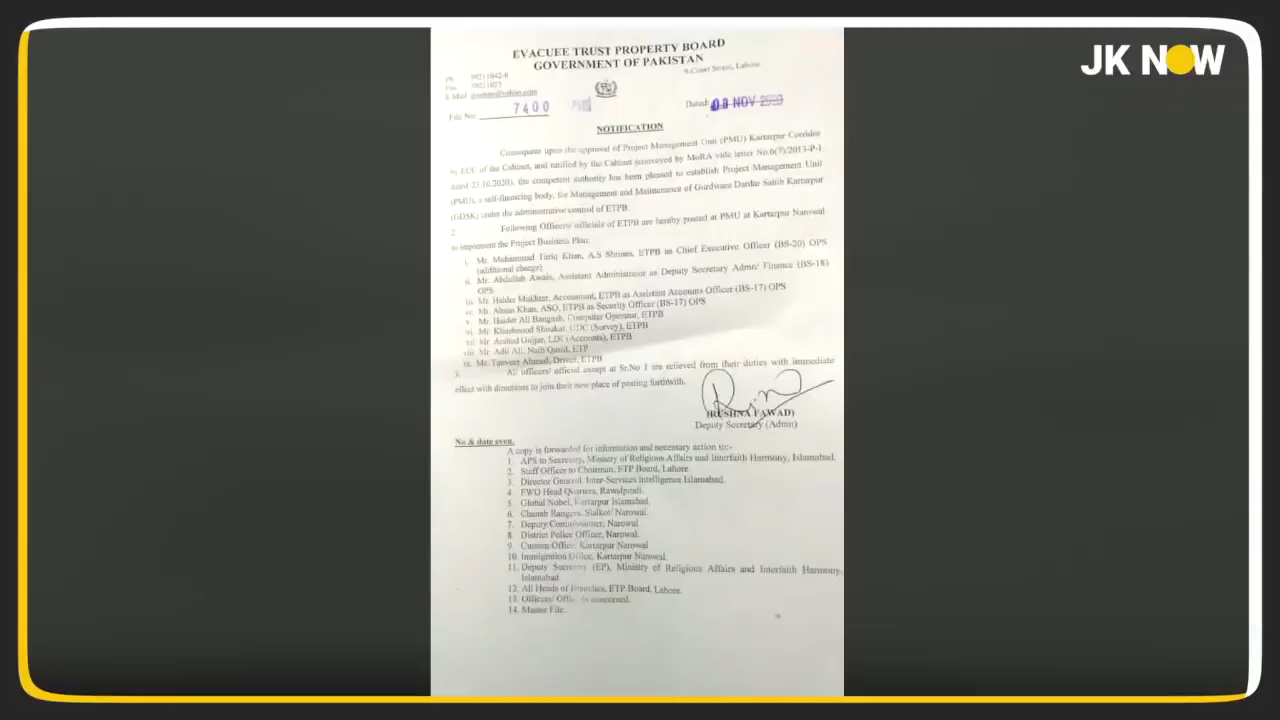 JK NOW
EVACUEE TRUST PROPERTY BOARD
GOVERNMENT OF PAKISTAN
9-Court Street, Lahore
Ph 99211042-6
Fax 99211025
E.Mail
File No. 7400
Dated: 03 NOV 2020
NOTIFICATION
Consequent upon the approval of Project Management Unit (PMU) Kartarpur Corridor
by ECC of the Cabinet, and ratified by the Cabinet (conveyed by MoRA vide letter No.6(7)/2013-P-I
dated 23.10.2020), the competent authority has been pleased to establish Project Management Unit
(PMU), a self-financing body, for Management and Maintenance of Gurdwara Darbar Sahib Kartarpur
(GDSK) under the administrative control of ETPB.
2. Following Officers/ officials of ETPB are hereby posted at PMU at Kartarpur Narowal
to implement the Project Business Plan:
i. Mr. Muhammad Tariq Khan, A.S Shrines, ETPB as Chief Executive Officer (BS-20) OPS
(additional charge)
ii. Mr. Abdullah Awais, Assistant Administrator as Deputy Secretary Admn/ Finance (BS-18)
OPS
iii. Mr. Haider Mukhtar, Accountant, ETPB as Assistant Accounts Officer (BS-17) OPS
iv. Mr. Ahsan Khan, ASO, ETPB as Security Officer (BS-17) OPS
v. Mr. Haider Ali Bangash, Computer Operator, ETPB
vi. Mr. Khashnood Shoukat, UDC (Survey), ETPB
vii Mr. Arshad Gujjar, LDC (Accounts), ETPB
viii. Mr. Adil Ali, Naib Qasid, ETP
ix. Mr. Tanveer Ahmad, Driver, ETPB
3. All officers/ official except at Sr.No 1 are relieved from their duties with immediate
effect with directions to join their new place of posting forthwith.
(RUSHNA FAWAD)
Deputy Secretary (Admn)
No & date even.
A copy is forwarded for information and necessary action to:-
1. APS to Secretary, Ministry of Religious Affairs and Interfaith Harmony, Islamabad.
2. Staff Officer to Chairman, ETP Board, Lahore.
3. Director General, Inter-Services Intelligence Islamabad.
4. FWO Head Quarters, Rawalpindi.
5. Global Nobel, Kartarpur Islamabad.
6. Chanab Rangers, Sialkot/ Narowal.
7. Deputy Commissioner, Narowal
8. District Police Officer, Narowal.
9. Custom Office, Kartarpur Narowal
10. Immigration Office, Kartarpur Narowal.
11. Deputy Secretary (EP), Ministry of Religious Affairs and Interfaith Harmony,
Islamabad.
12. All Heads of Branches, ETP Board, Lahore.
13. Officers/ concerned.
14. Master File.